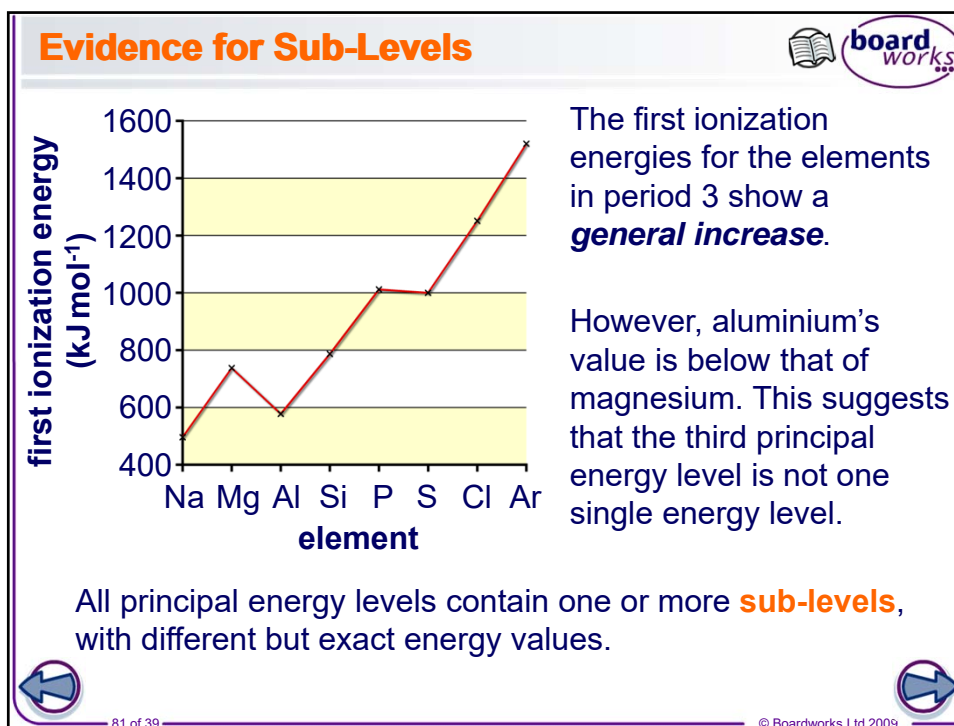 Evidence for Sub-Levels
board
works
first ionization energy
(kJ mol-1)
1600
1400
1200
1000
800
600
400
Na Mg Al Si P S Cl Ar
element
The first ionization
energies for the elements
in period 3 show a
general increase.
However, aluminium’s
value is below that of
magnesium. This suggests
that the third principal
energy level is not one
single energy level.
All principal energy levels contain one or more sub-levels,
with different but exact energy values.
81 of 39
© Boardworks Ltd 2009